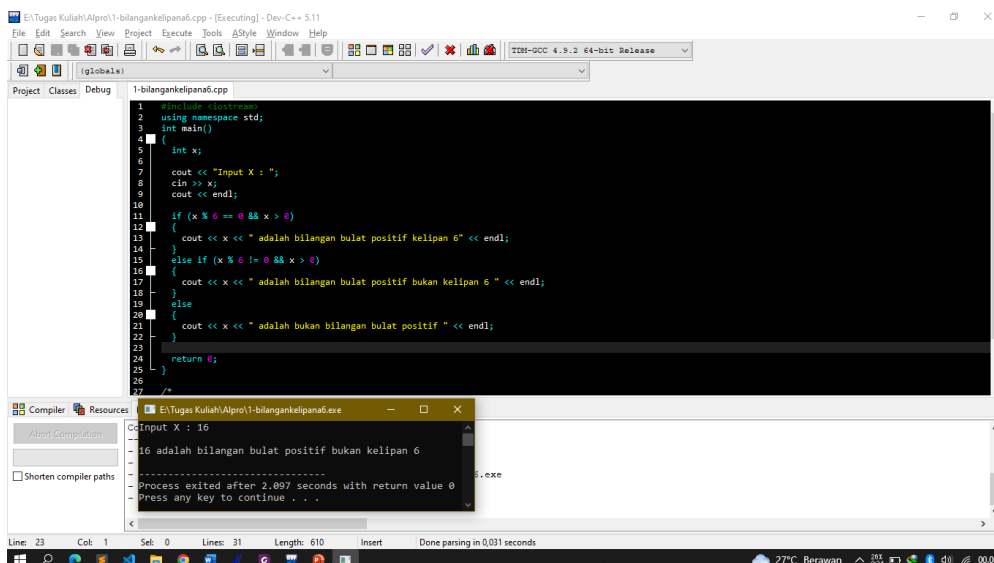 E:\Tugas Kuliah\Alpro\1-bilangankelipana6.cpp - [Executing] - Dev-C++ 5.11
File Edit Search View Project Execute Tools AStyle Window Help
TDM-GCC 4.9.2 64-bit Release
(globals)
Project Classes Debug 1-bilangankelipana6.cpp
1 #include <iostream>
2 using namespace std;
3 int main()
4 {
5 int x;
6
7 cout << "Input X : ";
8 cin >> x;
9 cout << endl;
10
11 if (x % 6 == 0 && x > 0)
12 {
13 cout << x << " adalah bilangan bulat positif kelipan 6" << endl;
14 }
15 else if (x % 6 != 0 && x > 0)
16 {
17 cout << x << " adalah bilangan bulat positif bukan kelipan 6 " << endl;
18 }
19 else
20 {
21 cout << x << " adalah bukan bilangan bulat positif " << endl;
22 }
23
24 return 0;
25 }
26
27 /*
Compiler Resources
E:\Tugas Kuliah\Alpro\1-bilangankelipana6.exe
Abort Compilation
Shorten compiler paths
Input X : 16
16 adalah bilangan bulat positif bukan kelipan 6
--------------------------------
Process exited after 2.097 seconds with return value 0
Press any key to continue . . .
6.exe
Line: 23 Col: 1 Sel: 0 Lines: 31 Length: 610 Insert Done parsing in 0,031 seconds
27°C Berawan 26% 00.0